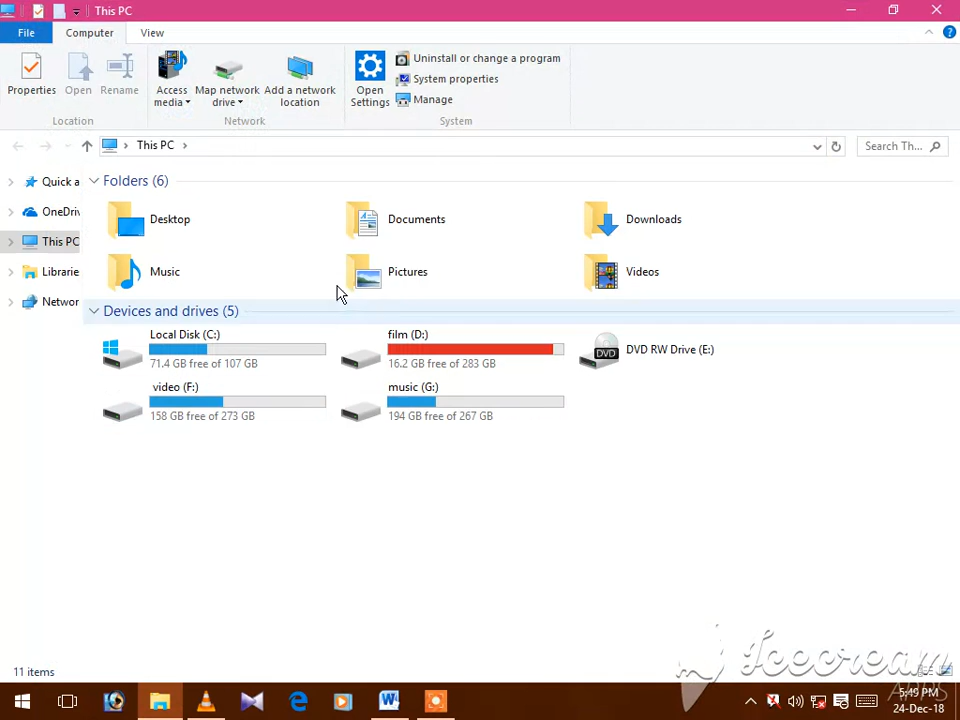 This PC
File Computer View
Properties Open Rename Access media Map network drive Add a network location Open Settings Uninstall or change a program
System properties
Manage
Location Network System
This PC Search Th...
Quick a
OneDriv
This PC
Librarie
Networ
Folders (6)
Desktop Documents Downloads
Music Pictures Videos
Devices and drives (5)
Local Disk (C:) film (D:) DVD RW Drive (E:)
71.4 GB free of 107 GB 16.2 GB free of 283 GB
video (F:) music (G:)
158 GB free of 273 GB 194 GB free of 267 GB
DVD
11 items
Icecream
APPS
5:49 PM
24-Dec-18